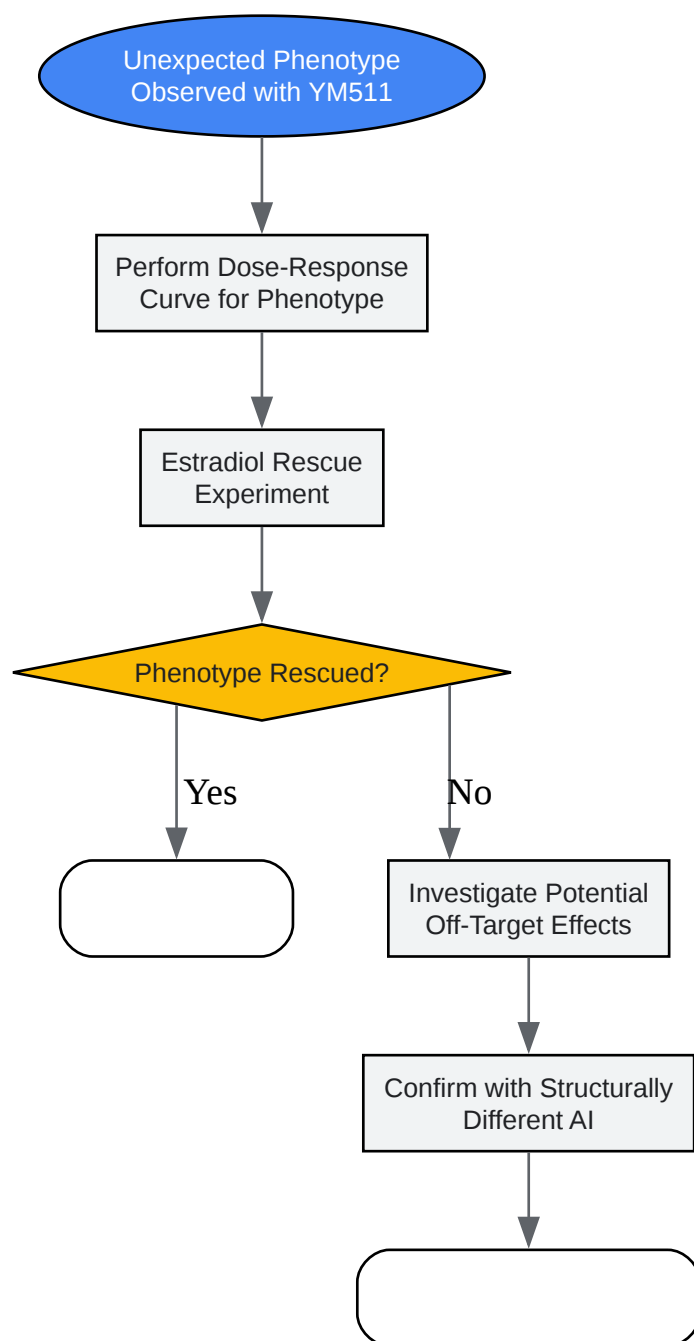 Unexpected Phenotype
Observed with YM511
Perform Dose-Response
Curve for Phenotype
Estradiol Rescue
Experiment
Phenotype Rescued?
Yes
No
Investigate Potential
Off-Target Effects
Confirm with Structurally
Different AI